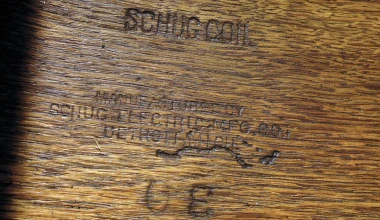 SCHUG COIL
MANUFACTURED BY
SCHUG ELECTRIC MFG. CO.
DETROIT, MICH.
U E